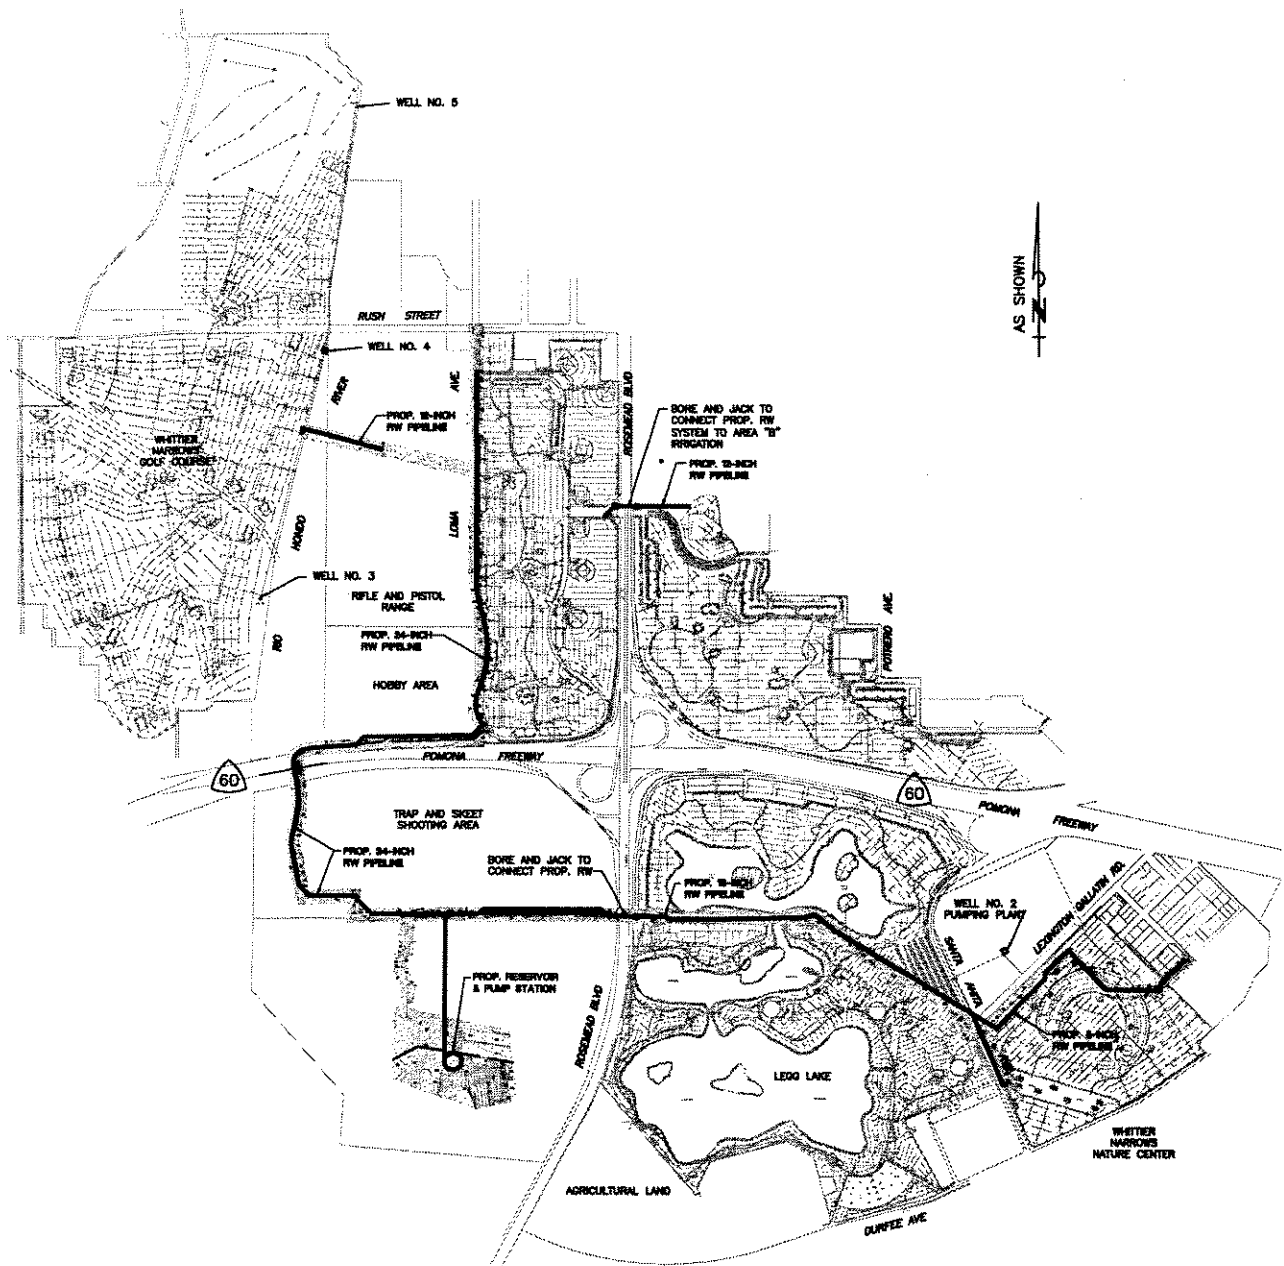 WELL NO. 5
AS SHOWN
N
RUSH STREET
WELL NO. 4
RIVER
AVE
ROSEMEAD BLVD
PROP.
RW PIPELINE
BORE AND JACK TO
CONNECT PROP. RW
SYSTEM TO AREA "B"
IRRIGATION
WHITTIER
NARROWS
GOLF COURSE
PROP. 12-INCH
RW PIPELINE
HONDO
LOMA
WELL NO. 3
RIFLE AND PISTOL
RANGE
POTRERO AVE.
RIO
PROP. 24-INCH
RW PIPELINE
HOBBY AREA
POMONA FREEWAY
60
60
POMONA FREEWAY
TRAP AND SKEET
SHOOTING AREA
PROP. 24-INCH
RW PIPELINE
BORE AND JACK TO
CONNECT PROP. RW
PROP.
RW PIPELINE
LEXINGTON GALLATIN RD.
WELL NO. 2
PUMPING PLANT
SANTA ANITA
PROP. RESERVOIR
& PUMP STATION
ROSEMEAD BLVD
PROP.
RW PIPELINE
LEGG LAKE
WHITTIER
NARROWS
NATURE CENTER
AGRICULTURAL LAND
DURFEE AVE